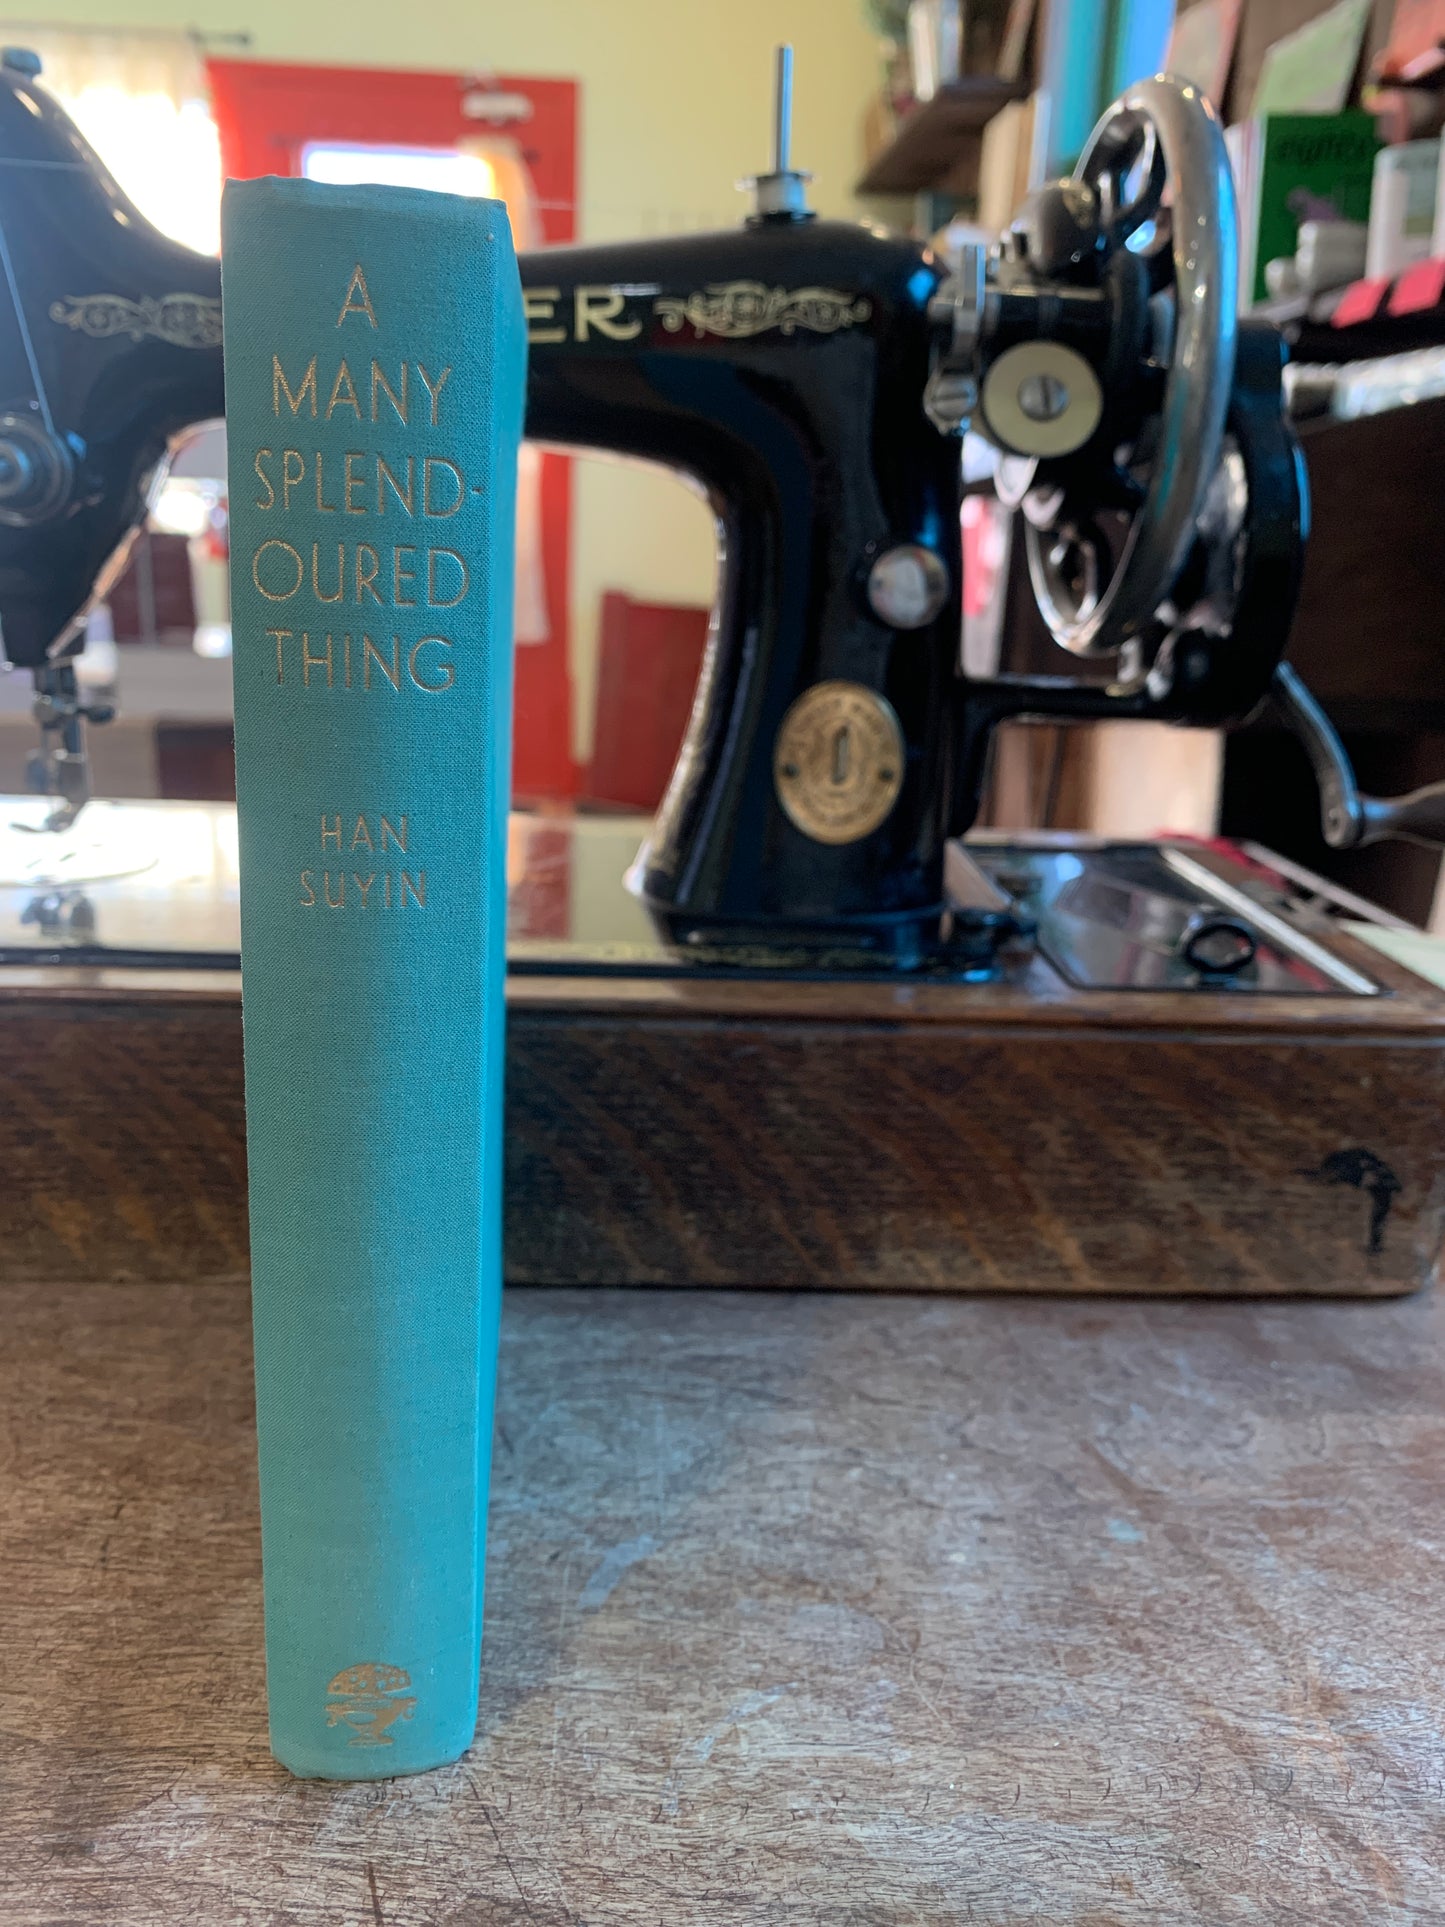 A
MANY
SPLEND-
OURED
THING
HAN
SUYIN
ER